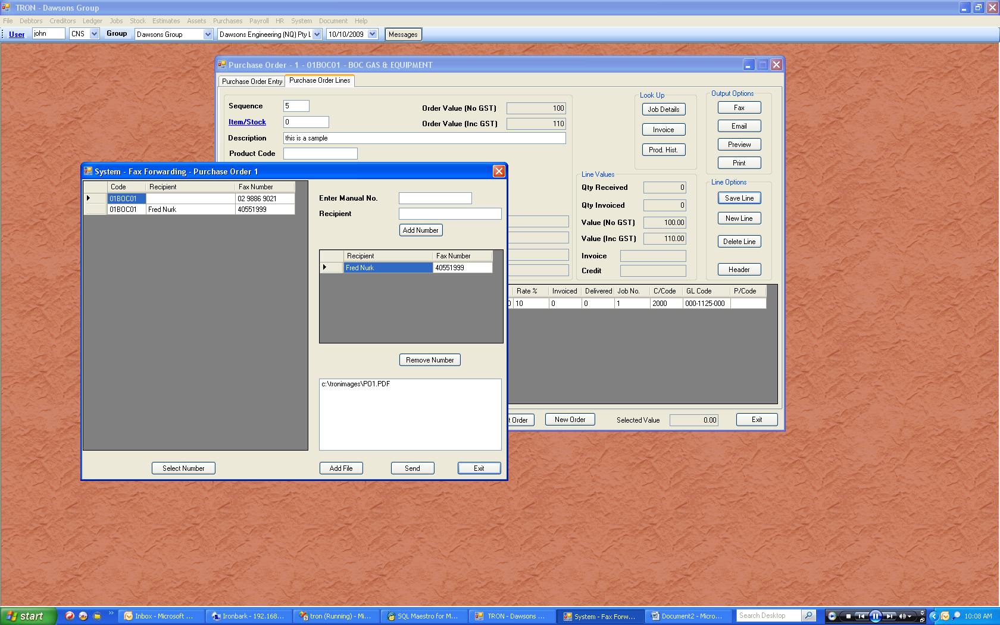 TRON - Dawsons Group
File Debtors Creditors Ledger Jobs Stock Estimates Assets Purchases Payroll HR System Document Help
User john CNS Group Dawsons Group Dawsons Engineering (NQ) Pty L 10/10/2009 Messages
Purchase Order - 1 - 01BOC01 - BOC GAS & EQUIPMENT
Purchase Order Entry Purchase Order Lines
Sequence 5
Item/Stock 0
Description this is a sample
Product Code
Order Value (No GST) 100
Order Value (Inc GST) 110
Look Up
Job Details
Invoice
Prod. Hist.
Output Options
Fax
Email
Preview
Print
Line Values
Qty Received 0
Qty Invoiced 0
Value (No GST) 100.00
Value (Inc GST) 110.00
Invoice
Credit
Line Options
Save Line
New Line
Delete Line
Header
Rate % Invoiced Delivered Job No. C/Code GL Code P/Code
0 10 0 0 1 2000 000-1125-000
t Order New Order Selected Value 0.00 Exit
System - Fax Forwarding - Purchase Order 1
Code Recipient Fax Number
01BOC01 02 9886 9021
01BOC01 Fred Nurk 40551999
Enter Manual No.
Recipient
Add Number
Recipient Fax Number
Fred Nurk 40551999
Remove Number
c:\tronimages\PO1.PDF
Select Number Add File Send Exit
start
Inbox - Microsoft ...
Ironbark - 192.168...
tron (Running) - Mi...
SQL Maestro for M...
TRON - Dawsons ...
System - Fax Forw...
Document2 - Micro...
Search Desktop
10:08 AM